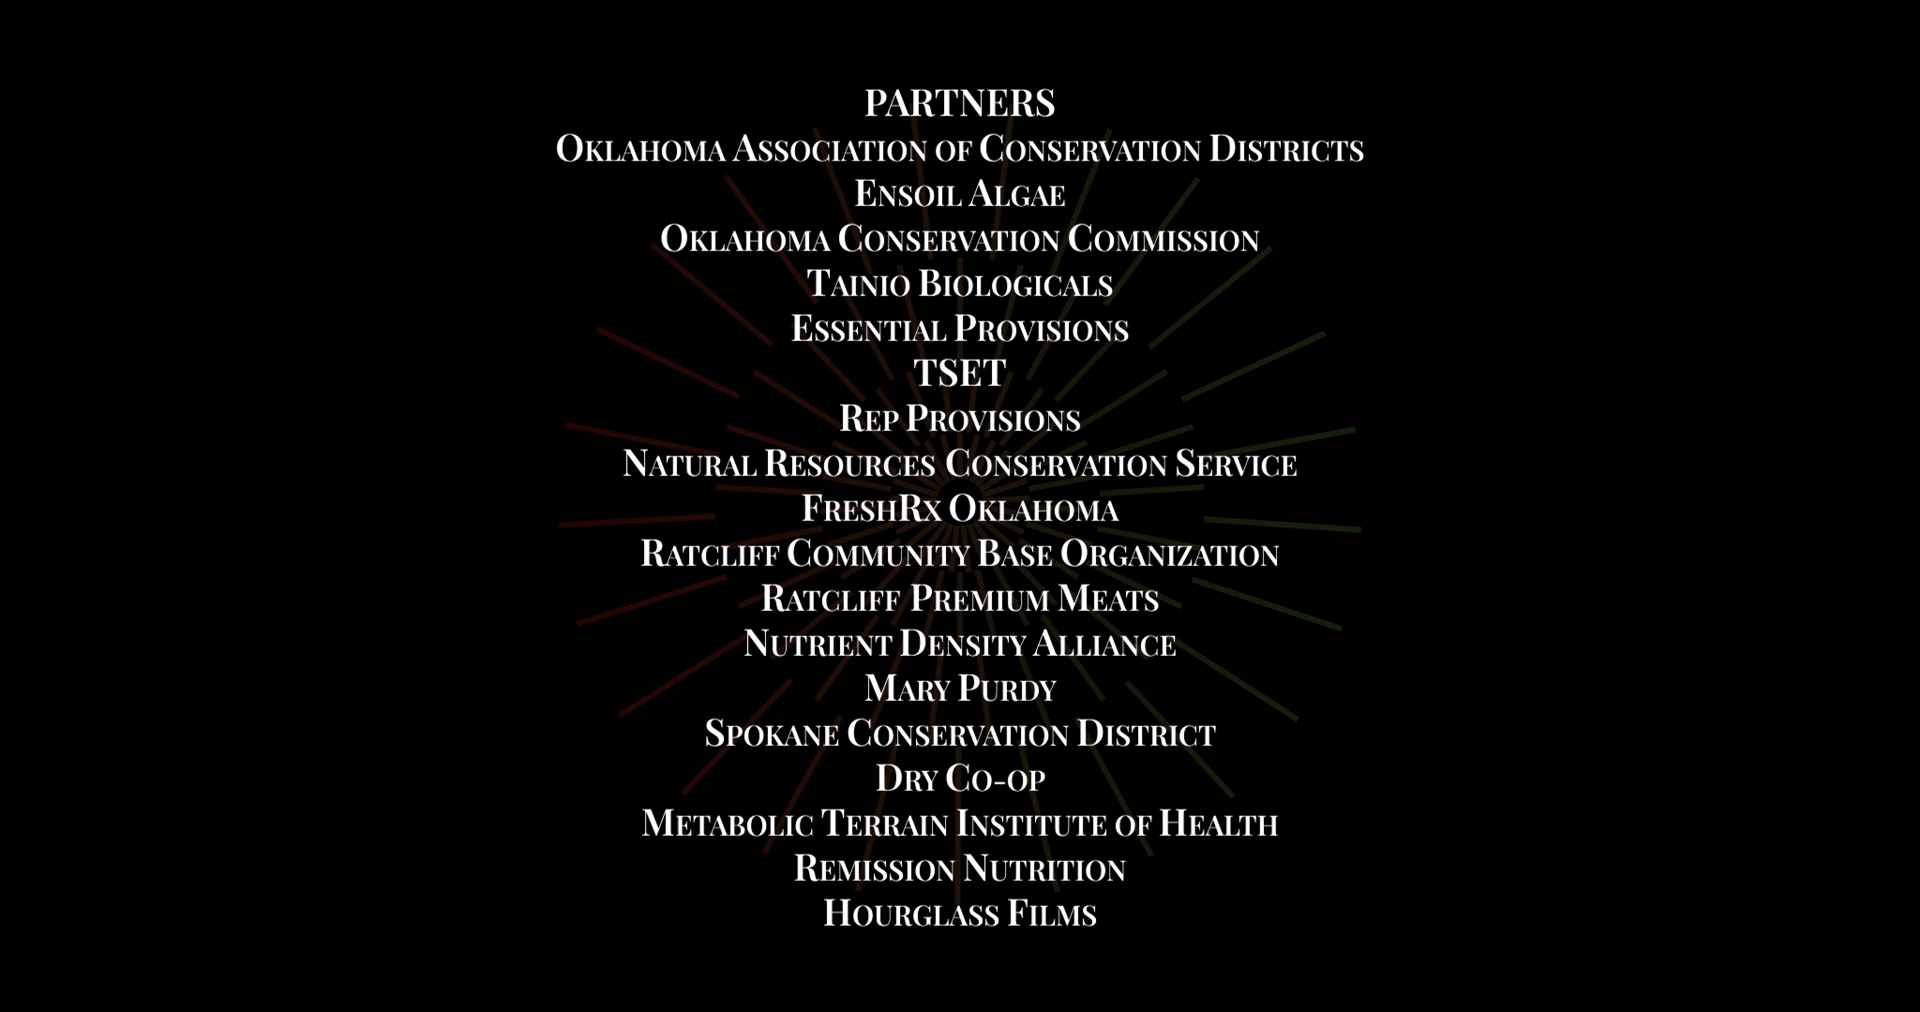 PARTNERS
Oklahoma Association of Conservation Districts
Ensoil Algae
Oklahoma Conservation Commission
Tainio Biologicals
Essential Provisions
TSET
Rep Provisions
Natural Resources Conservation Service
FreshRx Oklahoma
Ratcliff Community Base Organization
Ratcliff Premium Meats
Nutrient Density Alliance
Mary Purdy
Spokane Conservation District
Dry Co-op
Metabolic Terrain Institute of Health
Remission Nutrition
Hourglass Films